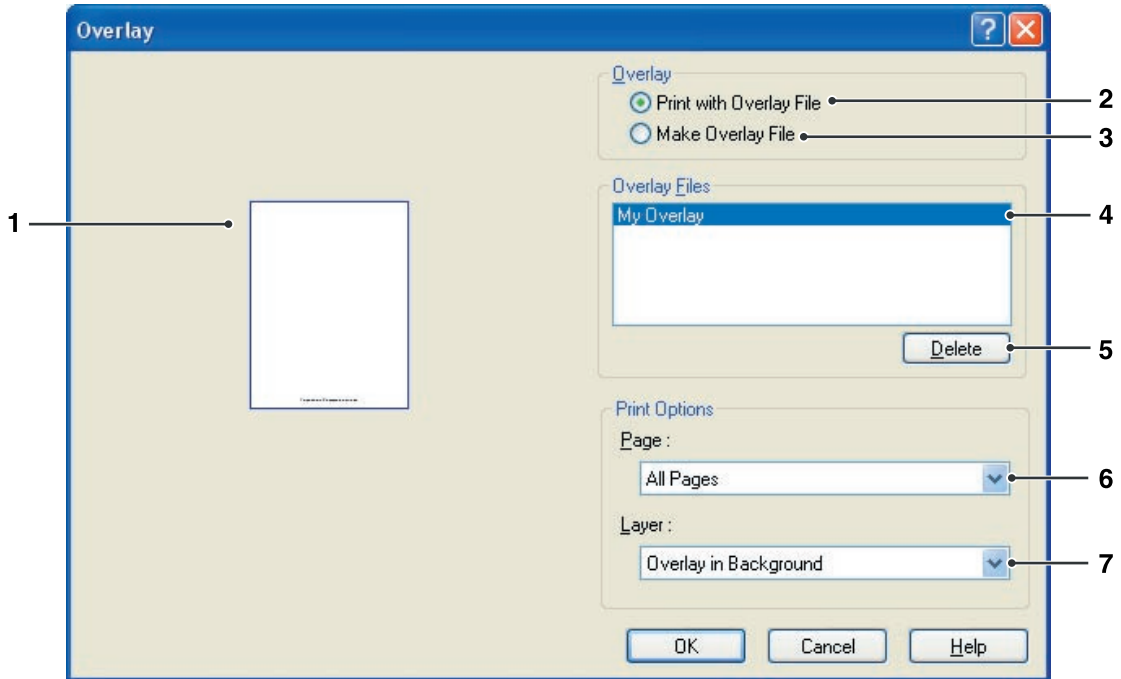 Overlay
Overlay
Print with Overlay File
2
Make Overlay File
3
Overlay Files
1
My Overlay
4
Delete
5
Print Options
Page :
All Pages
6
Layer :
Overlay in Background
7
OK
Cancel
Help